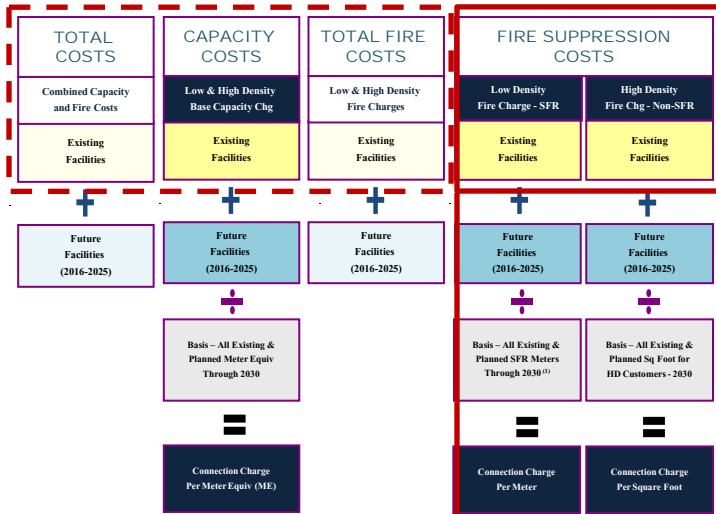 TOTAL
COSTS
CAPACITY
COSTS
TOTAL FIRE
COSTS
FIRE SUPPRESSION
COSTS
Combined Capacity
and Fire Costs
Low & High Density
Base Capacity Chg
Low & High Density
Fire Charges
Low Density
Fire Charge - SFR
High Density
Fire Chg - Non-SFR
Existing
Facilities
Existing
Facilities
Existing
Facilities
Existing
Facilities
Existing
Facilities
Future
Facilities
(2016-2025)
Future
Facilities
(2016-2025)
Future
Facilities
(2016-2025)
Future
Facilities
(2016-2025)
Future
Facilities
(2016-2025)
Basis – All Existing &
Planned Meter Equiv
Through 2030
Basis – All Existing &
Planned SFR Meters
Through 2030 (1)
Basis – All Existing &
Planned Sq Foot for
HD Customers - 2030
Connection Charge
Per Meter Equiv (ME)
Connection Charge
Per Meter
Connection Charge
Per Square Foot